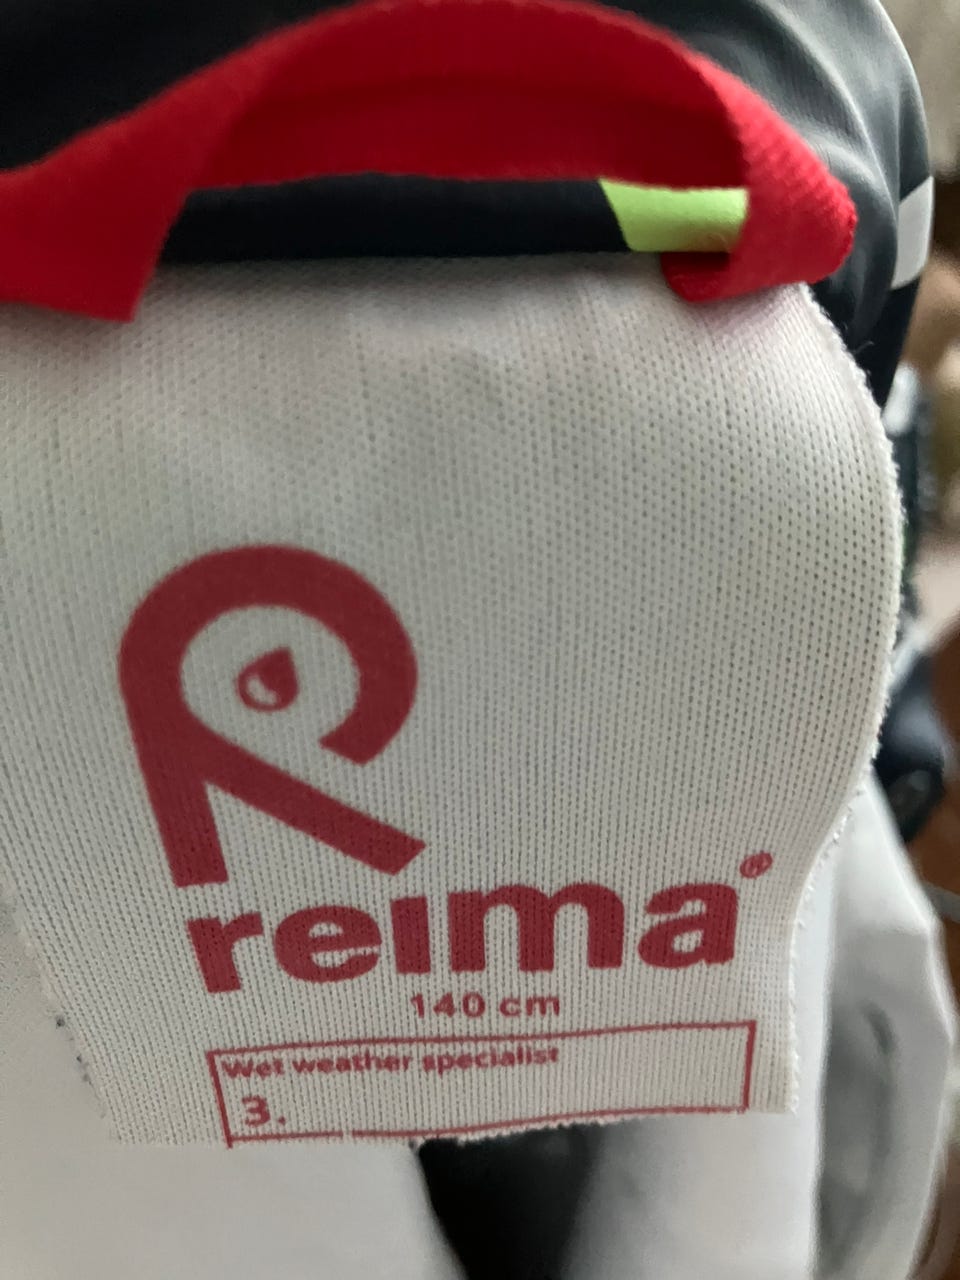 reima®
140 cm
Wet weather specialist
3.